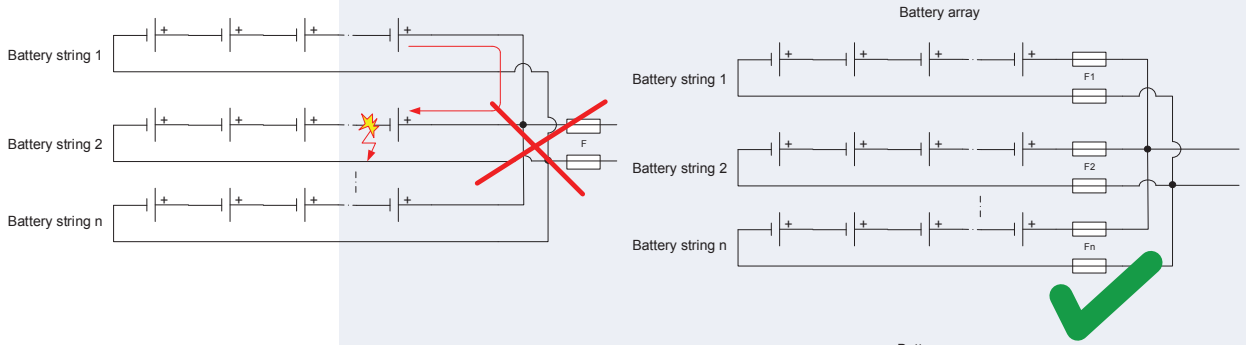 Battery array
Battery string 1
+ + + +
Battery string 2
+ + + +
F
Battery string n
+ + + +
Battery string 1
+ + + +
F1
Battery string 2
+ + + +
F2
Battery string n
+ + + +
Fn